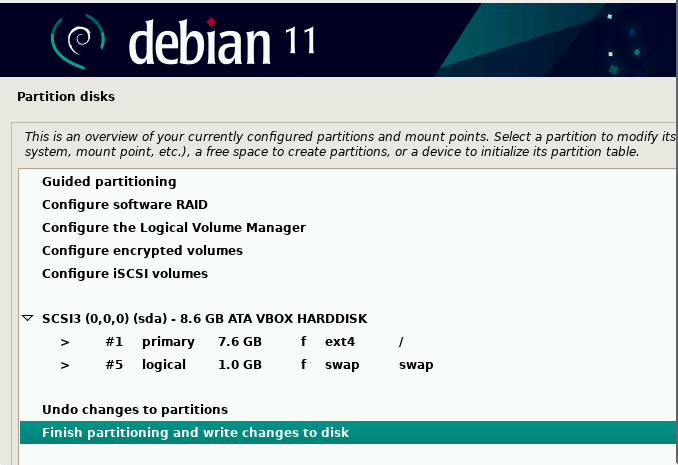 debian 11
Partition disks
This is an overview of your currently configured partitions and mount points. Select a partition to modify its
system, mount point, etc.), a free space to create partitions, or a device to initialize its partition table.
Guided partitioning
Configure software RAID
Configure the Logical Volume Manager
Configure encrypted volumes
Configure iSCSI volumes
SCSI3 (0,0,0) (sda) - 8.6 GB ATA VBOX HARDDISK
> #1 primary 7.6 GB f ext4 /
> #5 logical 1.0 GB f swap swap
Undo changes to partitions
Finish partitioning and write changes to disk